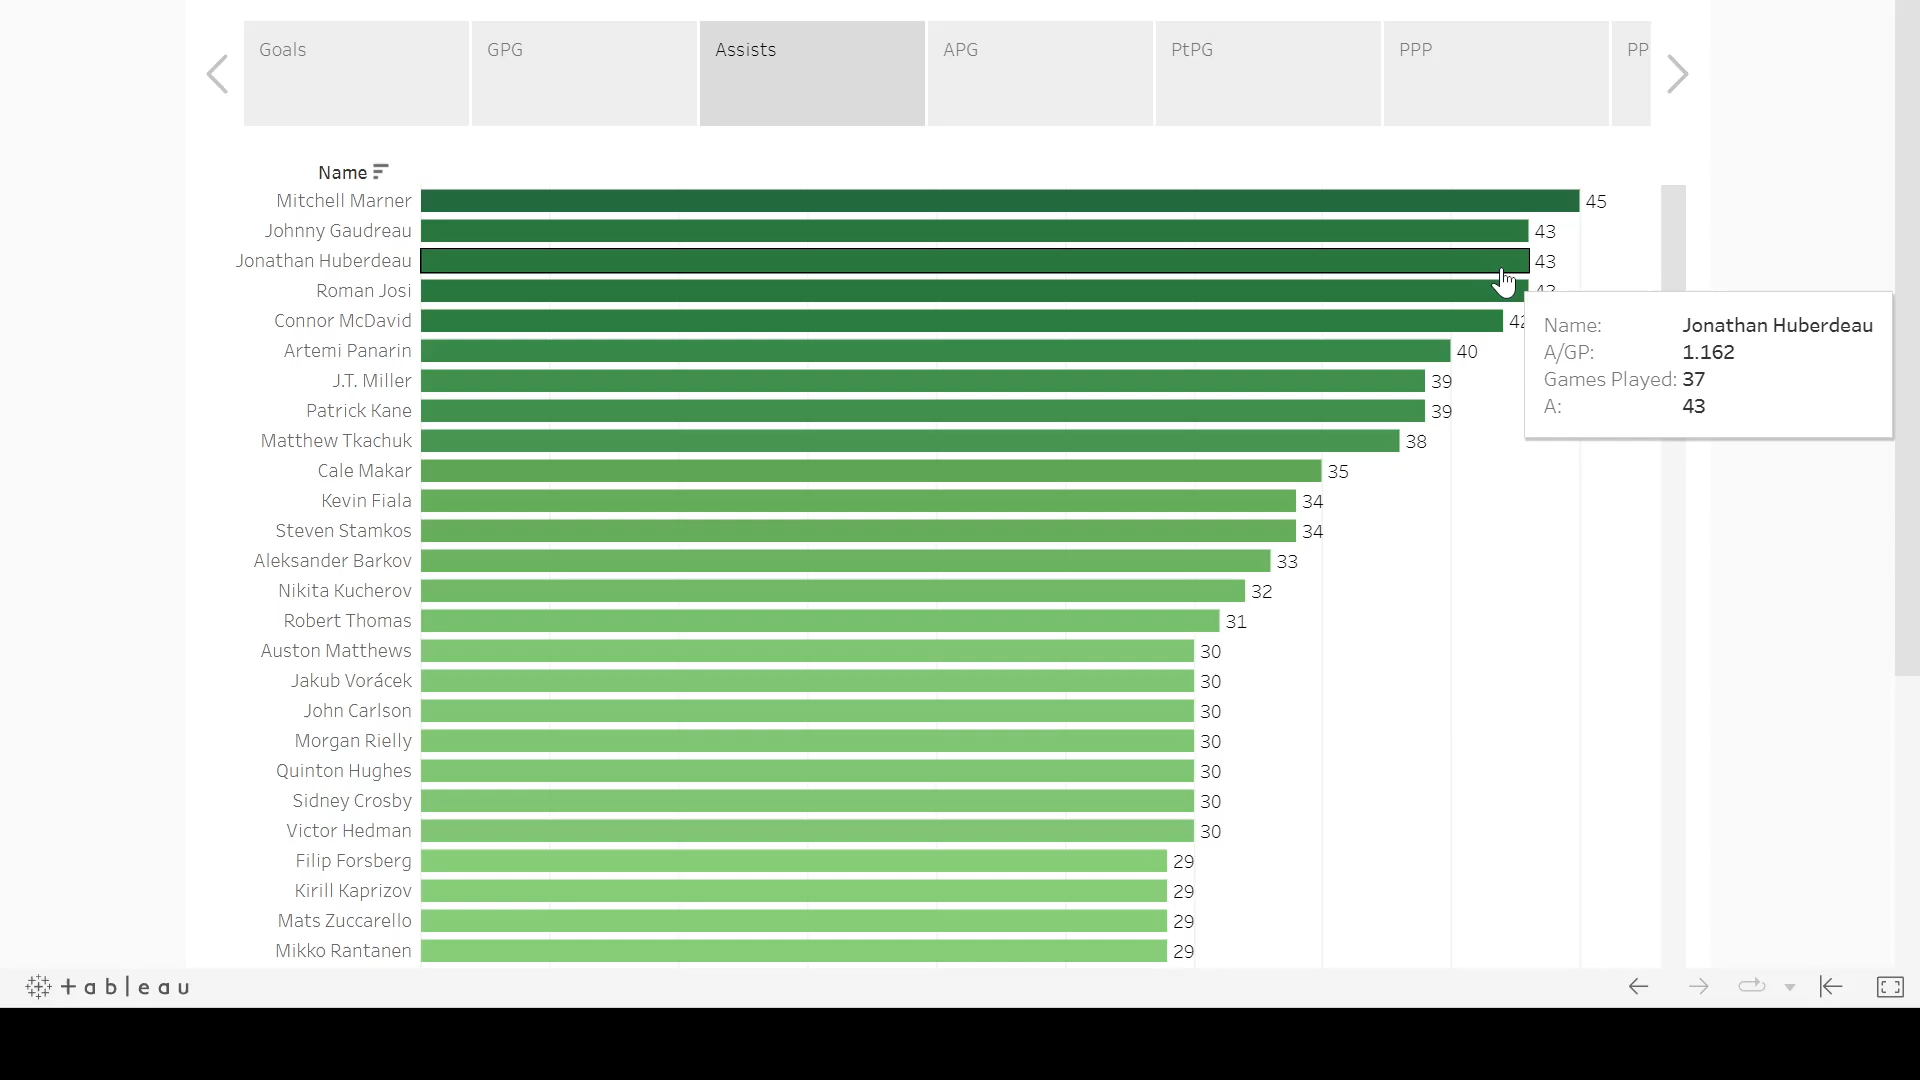 Goals GPG Assists APG PtPG PPP PP
Name
Mitchell Marner 45
Johnny Gaudreau 43
Jonathan Huberdeau 43
Roman Josi
Connor McDavid 42
Artemi Panarin 40
J.T. Miller 39
Patrick Kane 39
Matthew Tkachuk 38
Cale Makar 35
Kevin Fiala 34
Steven Stamkos 34
Aleksander Barkov 33
Nikita Kucherov 32
Robert Thomas 31
Auston Matthews 30
Jakub Vorácek 30
John Carlson 30
Morgan Rielly 30
Quinton Hughes 30
Sidney Crosby 30
Victor Hedman 30
Filip Forsberg 29
Kirill Kaprizov 29
Mats Zuccarello 29
Mikko Rantanen 29
Name: Jonathan Huberdeau
A/GP: 1.162
Games Played: 37
A: 43
+ableau